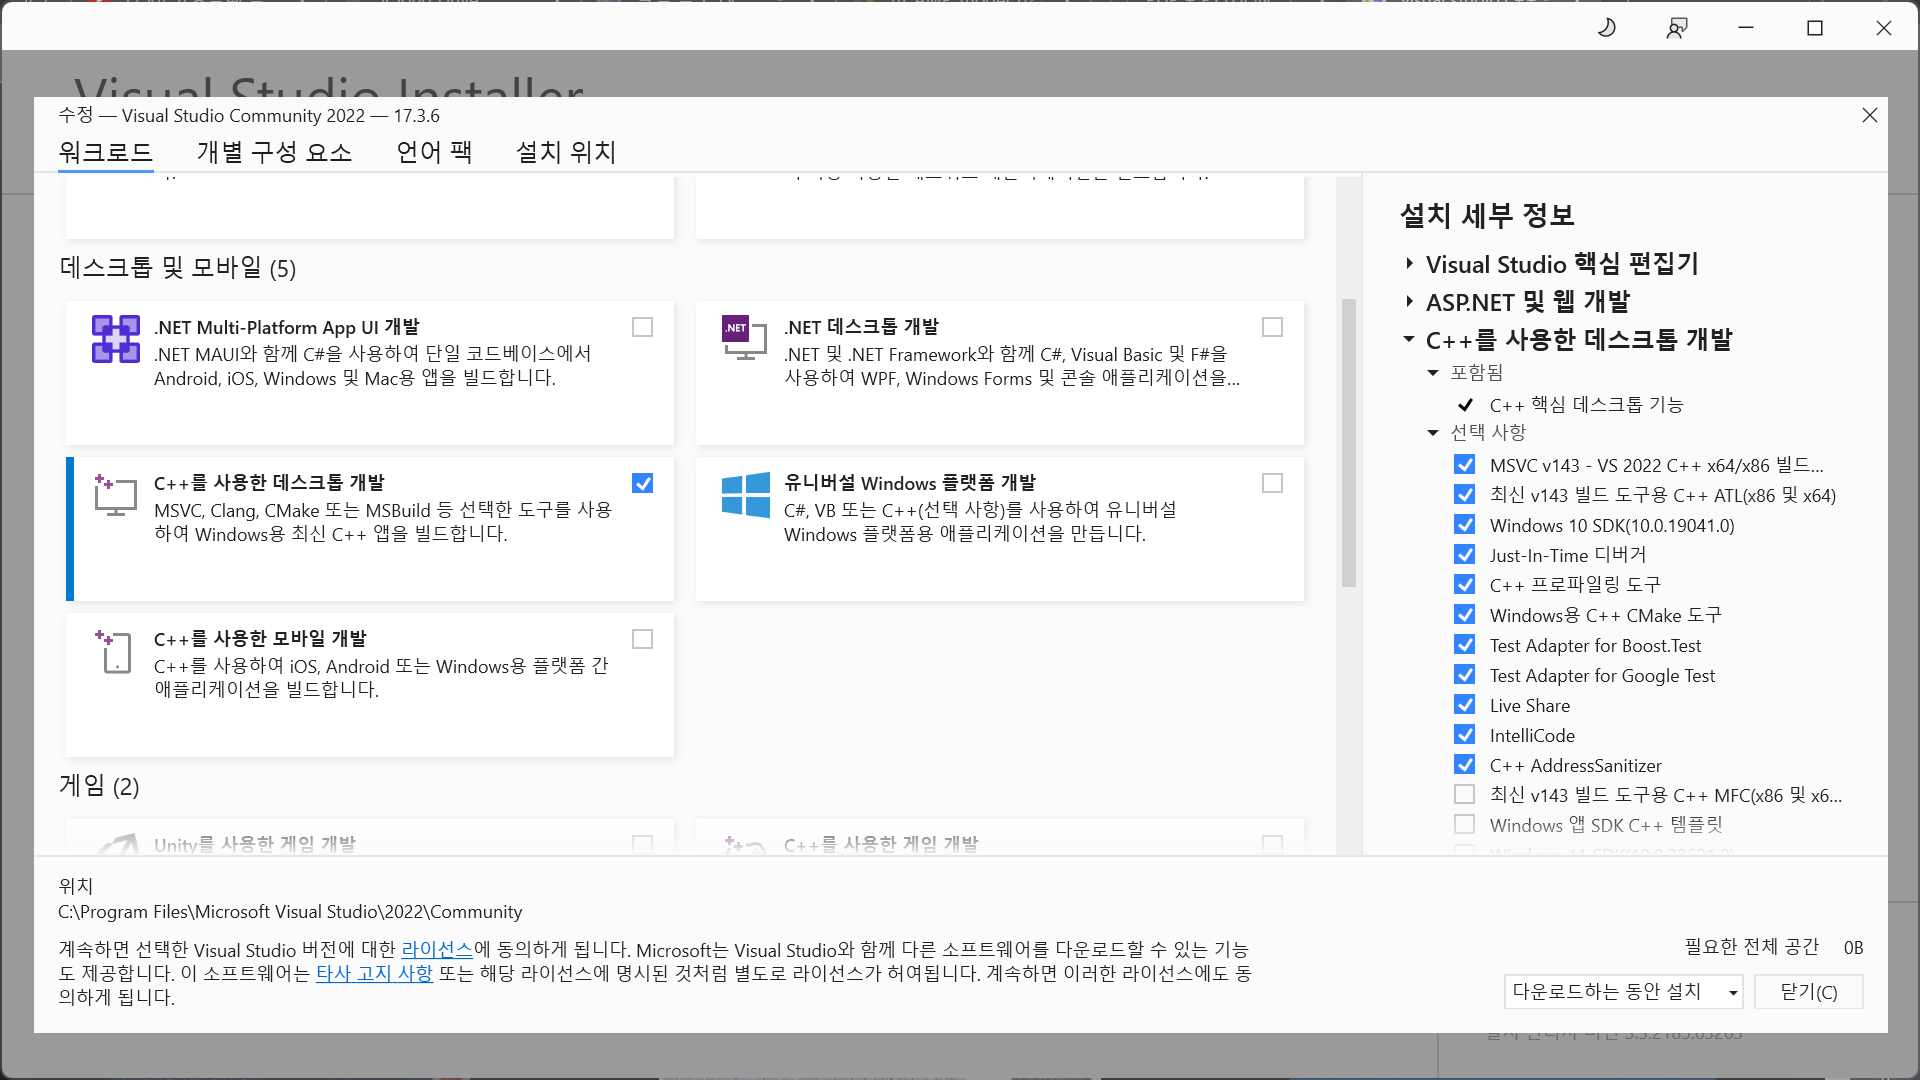 Visual Studio Installer
수정 — Visual Studio Community 2022 — 17.3.6
워크로드 개별 구성 요소 언어 팩 설치 위치
데스크톱 및 모바일 (5)
.NET Multi-Platform App UI 개발
.NET MAUI와 함께 C#을 사용하여 단일 코드베이스에서
Android, iOS, Windows 및 Mac용 앱을 빌드합니다.
.NET
.NET 데스크톱 개발
.NET 및 .NET Framework와 함께 C#, Visual Basic 및 F#을
사용하여 WPF, Windows Forms 및 콘솔 애플리케이션을...
C++를 사용한 데스크톱 개발
MSVC, Clang, CMake 또는 MSBuild 등 선택한 도구를 사용
하여 Windows용 최신 C++ 앱을 빌드합니다.
유니버설 Windows 플랫폼 개발
C#, VB 또는 C++(선택 사항)를 사용하여 유니버설
Windows 플랫폼용 애플리케이션을 만듭니다.
C++를 사용한 모바일 개발
C++를 사용하여 iOS, Android 또는 Windows용 플랫폼 간
애플리케이션을 빌드합니다.
게임 (2)
Unity를 사용한 게임 개발
C++를 사용한 게임 개발
설치 세부 정보
Visual Studio 핵심 편집기
ASP.NET 및 웹 개발
C++를 사용한 데스크톱 개발
포함됨
C++ 핵심 데스크톱 기능
선택 사항
MSVC v143 - VS 2022 C++ x64/x86 빌드...
최신 v143 빌드 도구용 C++ ATL(x86 및 x64)
Windows 10 SDK(10.0.19041.0)
Just-In-Time 디버거
C++ 프로파일링 도구
Windows용 C++ CMake 도구
Test Adapter for Boost.Test
Test Adapter for Google Test
Live Share
IntelliCode
C++ AddressSanitizer
최신 v143 빌드 도구용 C++ MFC(x86 및 x6...
Windows 앱 SDK C++ 템플릿
위치
C:\Program Files\Microsoft Visual Studio\2022\Community
계속하면 선택한 Visual Studio 버전에 대한 라이선스에 동의하게 됩니다. Microsoft는 Visual Studio와 함께 다른 소프트웨어를 다운로드할 수 있는 기능
도 제공합니다. 이 소프트웨어는 타사 고지 사항 또는 해당 라이선스에 명시된 것처럼 별도로 라이선스가 허여됩니다. 계속하면 이러한 라이선스에도 동
의하게 됩니다.
필요한 전체 공간 0B
다운로드하는 동안 설치
닫기(C)